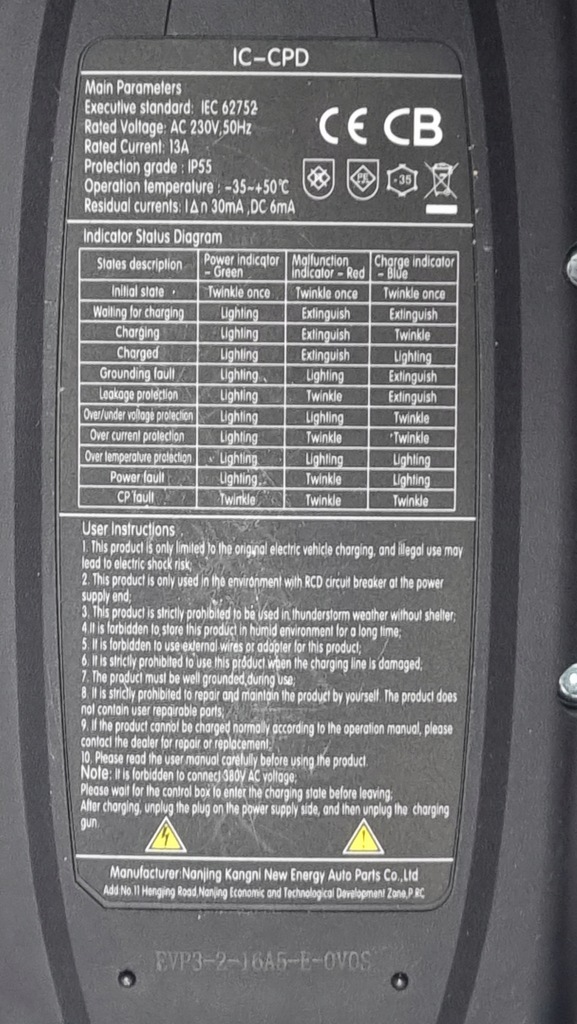 IC-CPD
Main Parameters
Executive standard: IEC 62752
Rated Voltage: AC 230V,50Hz
Rated Current: 13A
Protection grade : IP55
Operation temperature : -35~+50℃
Residual currents: I∆n 30mA ,DC 6mA
CE CB
PE
-35
Indicator Status Diagram
States description Power indicator - Green Malfunction indicator - Red Charge indicator - Blue
Initial state Twinkle once Twinkle once Twinkle once
Waiting for charging Lighting Extinguish Extinguish
Charging Lighting Extinguish Twinkle
Charged Lighting Extinguish Lighting
Grounding fault Lighting Lighting Extinguish
Leakage protection Lighting Twinkle Extinguish
Over/under voltage protection Lighting Lighting Twinkle
Over current protection Lighting Twinkle Twinkle
Over temperature protection Lighting Lighting Lighting
Power fault Lighting Twinkle Lighting
CP fault Twinkle Twinkle Twinkle
User Instructions
1. This product is only limited to the original electric vehicle charging, and illegal use may
lead to electric shock risk;
2. This product is only used in the environment with RCD circuit breaker at the power
supply end;
3. This product is strictly prohibited to be used in thunderstorm weather without shelter;
4.It is forbidden to store this product in humid environment for a long time;
5. It is forbidden to use external wires or adapter for this product;
6. It is strictly prohibited to use this product when the charging line is damaged;
7. The product must be well grounded during use;
8. It is strictly prohibited to repair and maintain the product by yourself. The product does
not contain user repairable parts;
9. If the product cannot be charged normally according to the operation manual, please
contact the dealer for repair or replacement.
10. Please read the user manual carefully before using the product.
Note: It is forbidden to connect 380V AC voltage;
Please wait for the control box to enter the charging state before leaving;
After charging, unplug the plug on the power supply side, and then unplug the charging
gun.
Manufacturer:Nanjing Kangni New Energy Auto Parts Co.,Ltd
Add:No.11 Hengjing Road,Nanjing Economic and Technological Development Zone,P.RC
EVP3-2-16A5-E-0V0S